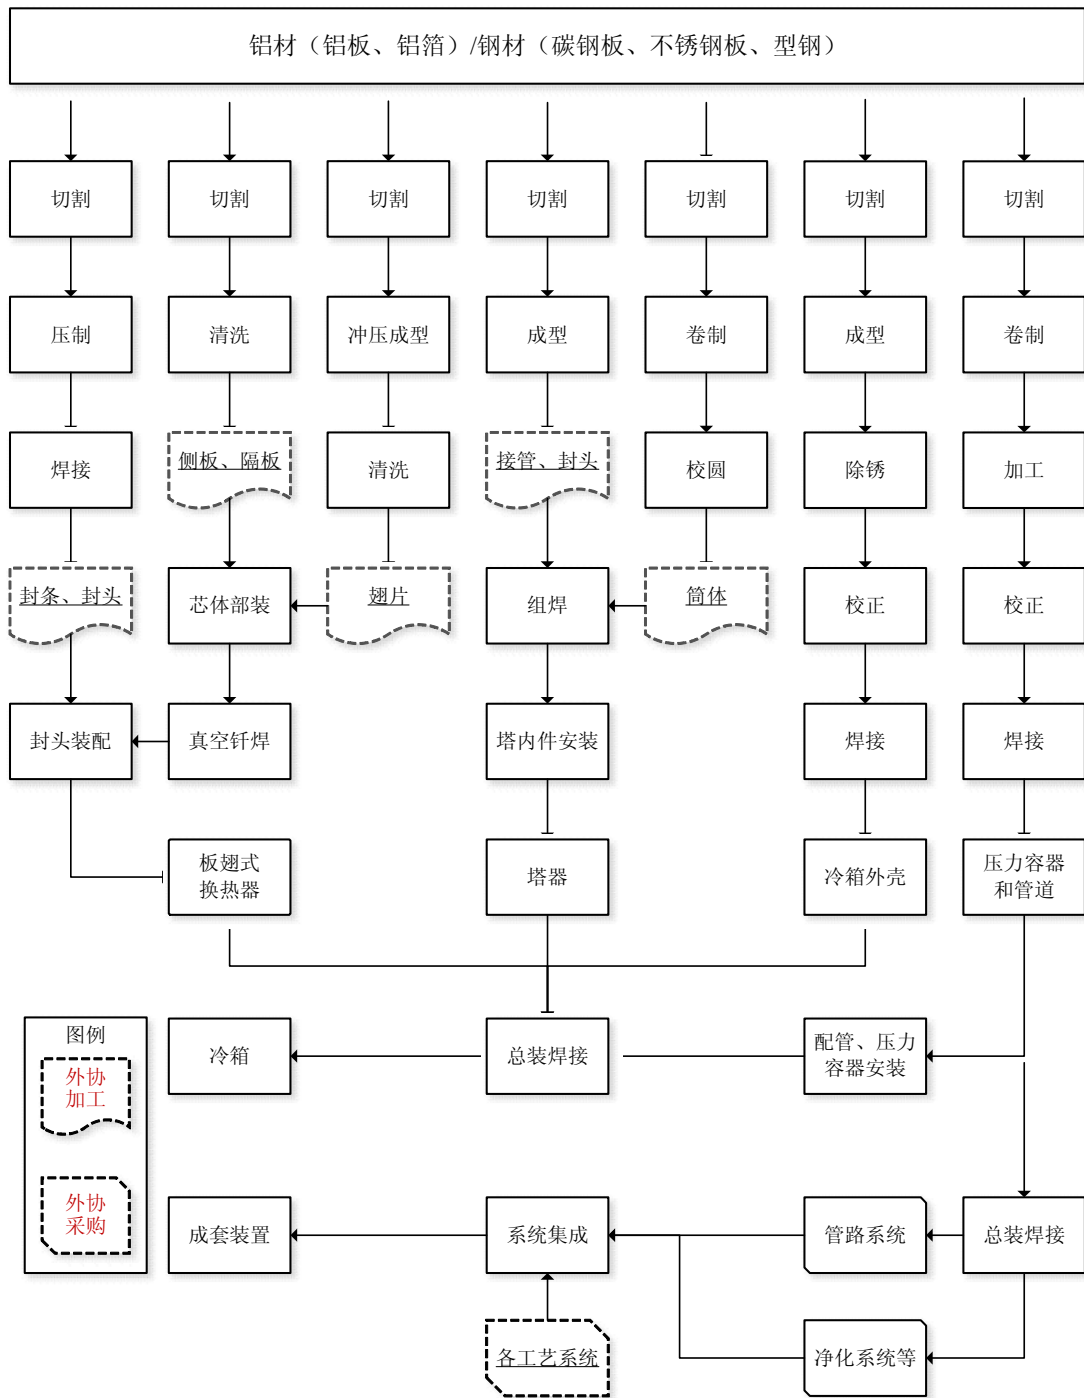 铝材（铝板、铝箔）/钢材（碳钢板、不锈钢板、型钢）
切割
切割
切割
切割
切割
切割
切割
压制
清洗
冲压成型
成型
卷制
成型
卷制
焊接
侧板、隔板
清洗
接管、封头
校圆
除锈
加工
封条、封头
芯体部装
翅片
组焊
筒体
校正
校正
封头装配
真空钎焊
塔内件安装
焊接
焊接
板翅式
换热器
塔器
冷箱外壳
压力容器
和管道
图例
外协
加工
外协
采购
冷箱
总装焊接
配管、压力
容器安装
成套装置
系统集成
管路系统
总装焊接
各工艺系统
净化系统等